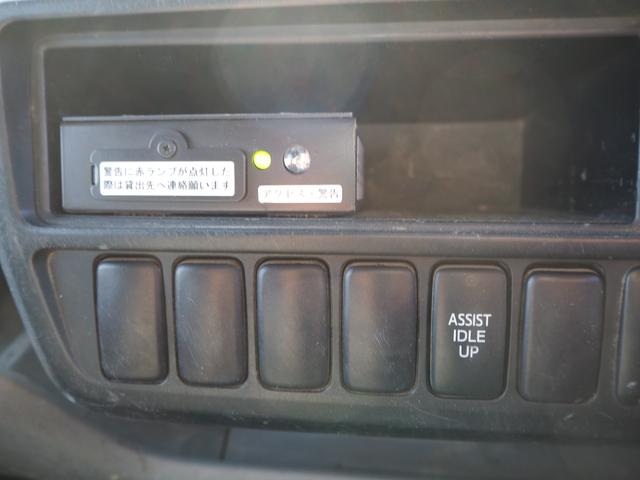 警告に赤ランプが点灯した
際は貸出先へ連絡願います
アクセス・警告
ASSIST
IDLE
UP